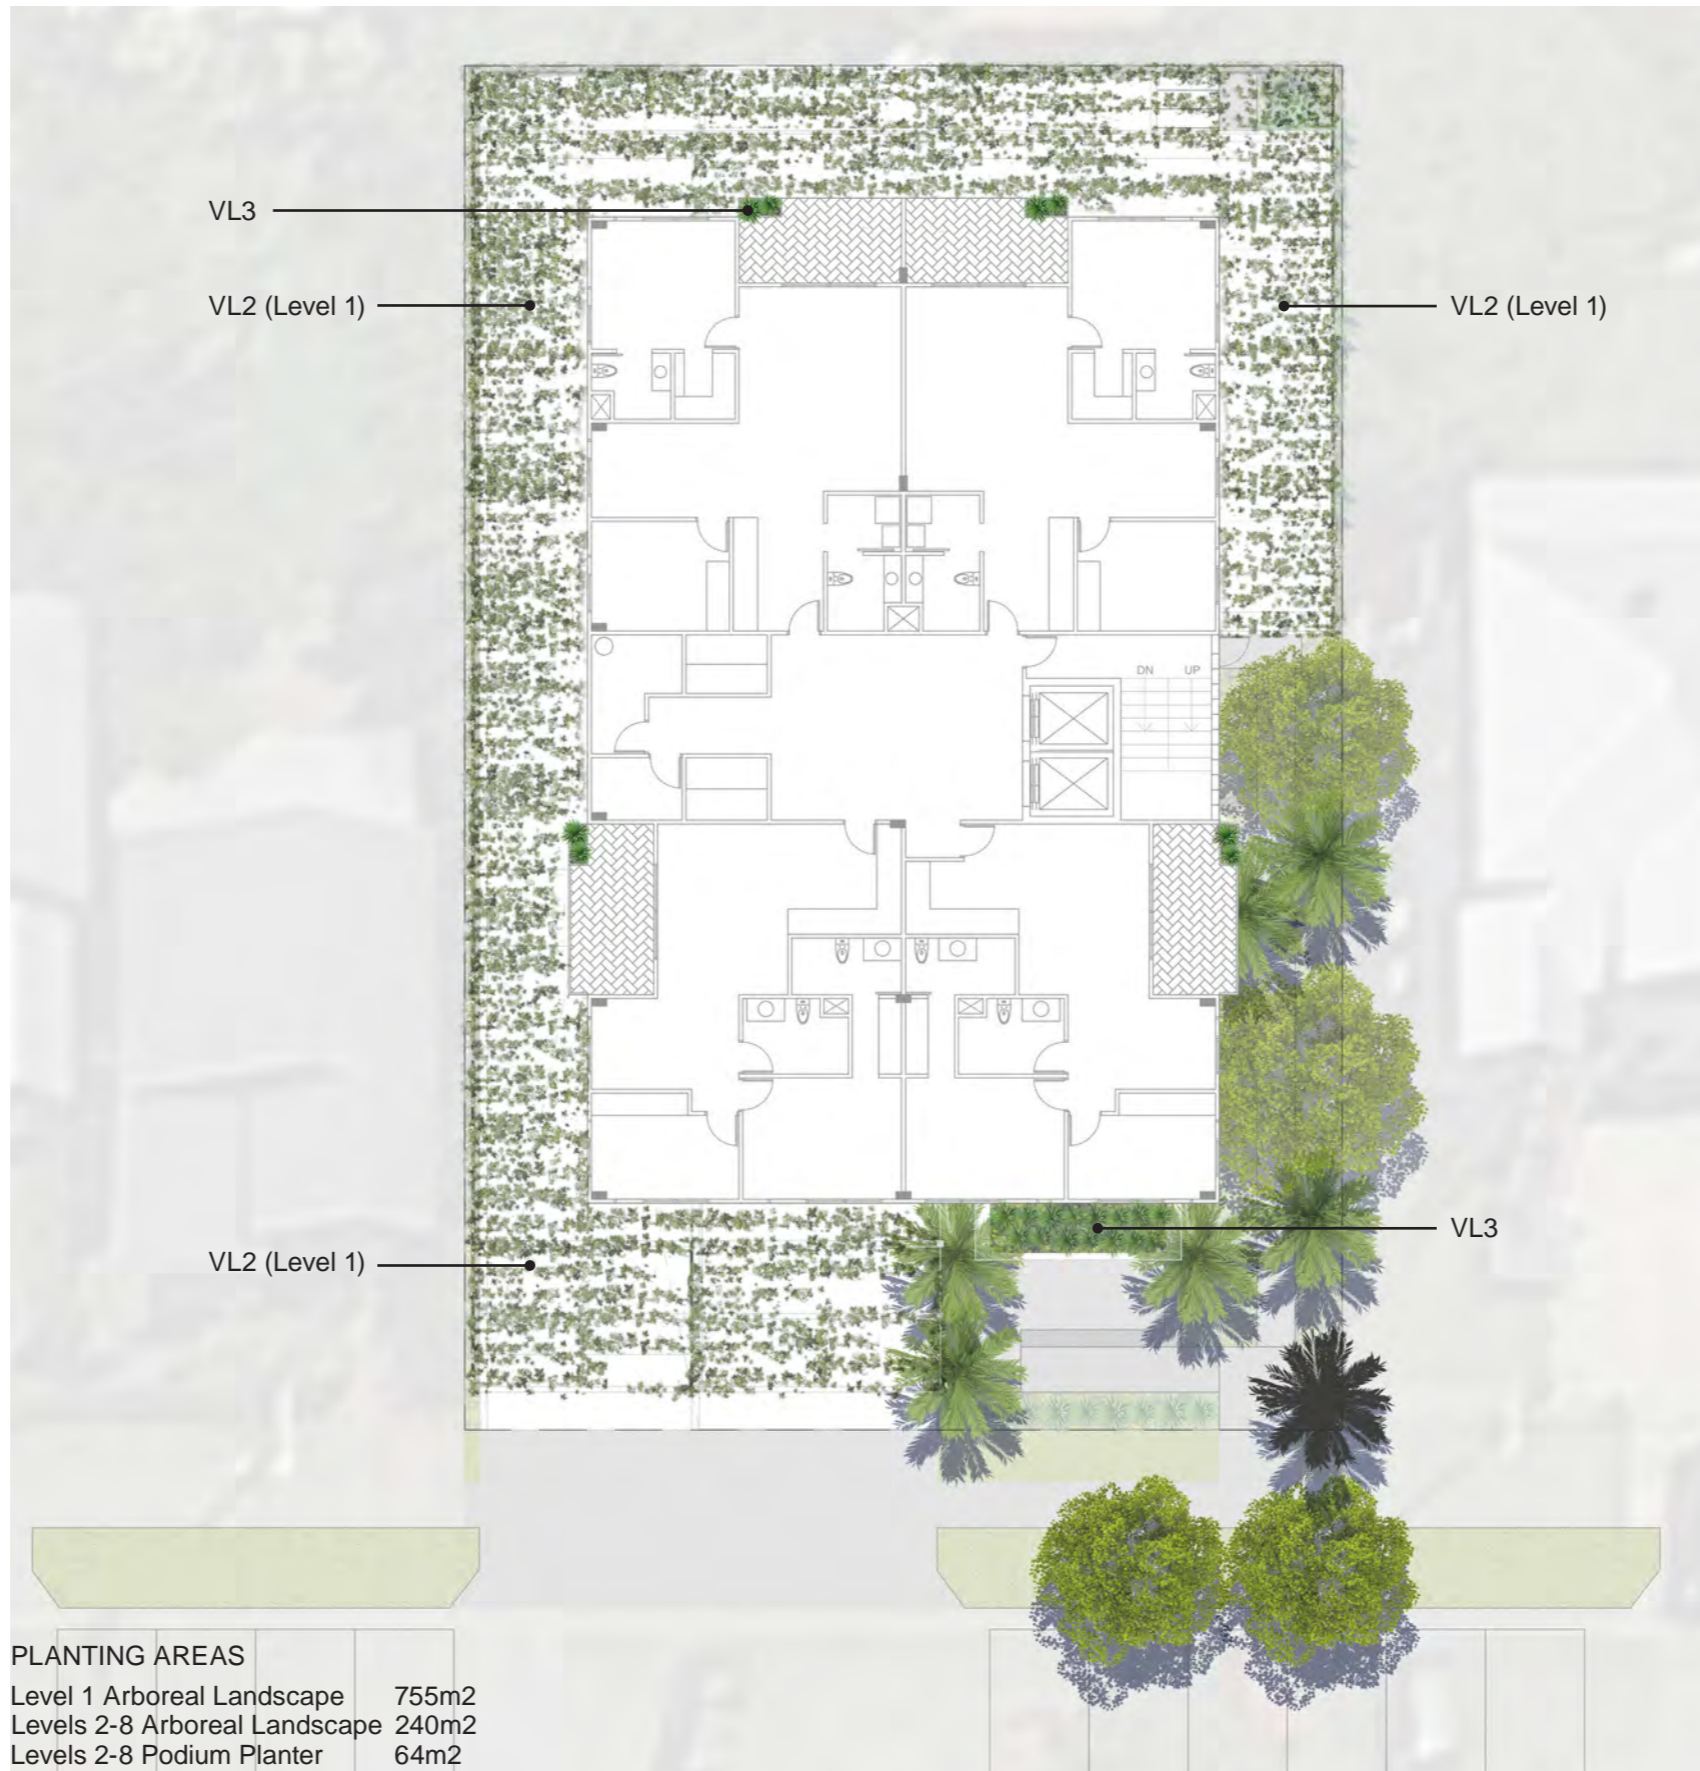 VL3
VL2 (Level 1)
VL2 (Level 1)
DN UP
VL3
VL2 (Level 1)
PLANTING AREAS
Level 1 Arboreal Landscape 755m2
Levels 2-8 Arboreal Landscape 240m2
Levels 2-8 Podium Planter 64m2